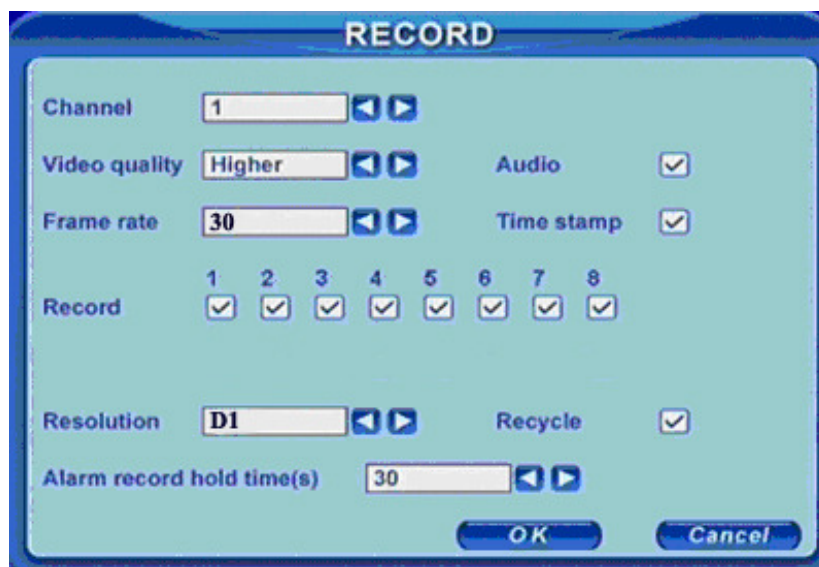 RECORD
Channel 1
Video quality Higher Audio
Frame rate 30 Time stamp
1 2 3 4 5 6 7 8
Record
Resolution D1 Recycle
Alarm record hold time(s) 30
OK Cancel